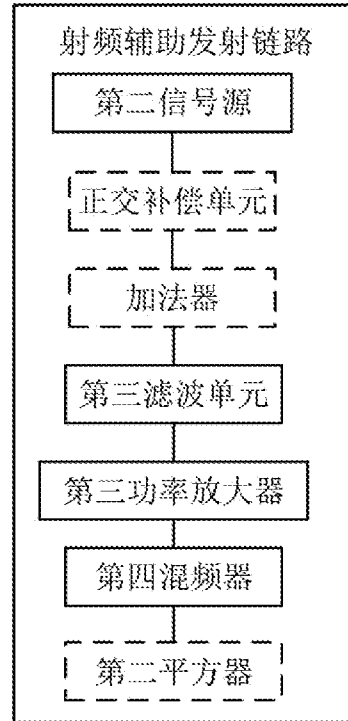 射频辅助发射链路
第二信号源
正交补偿单元
加法器
第三滤波单元
第三功率放大器
第四混频器
第二平方器